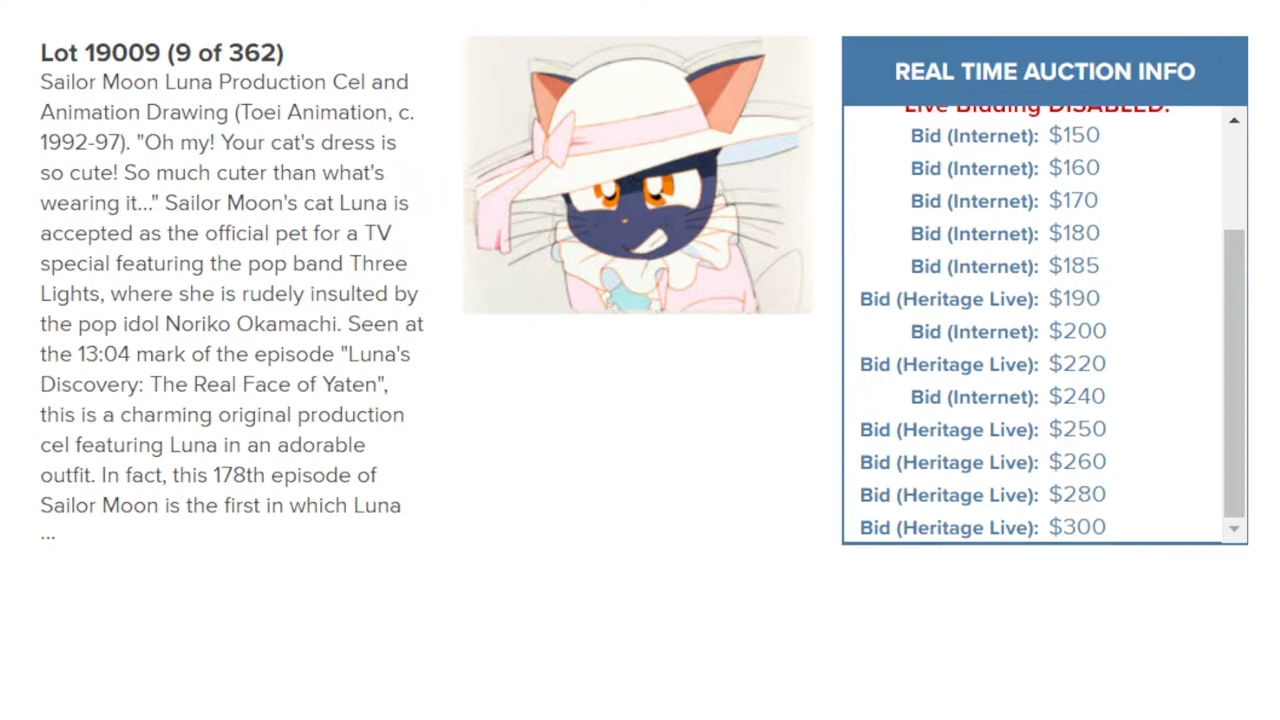 Lot 19009 (9 of 362)
Sailor Moon Luna Production Cel and
Animation Drawing (Toei Animation, c.
1992-97). "Oh my! Your cat's dress is
so cute! So much cuter than what's
wearing it..." Sailor Moon's cat Luna is
accepted as the official pet for a TV
special featuring the pop band Three
Lights, where she is rudely insulted by
the pop idol Noriko Okamachi. Seen at
the 13:04 mark of the episode "Luna's
Discovery: The Real Face of Yaten",
this is a charming original production
cel featuring Luna in an adorable
outfit. In fact, this 178th episode of
Sailor Moon is the first in which Luna
...
REAL TIME AUCTION INFO
Live Bidding DISABLED.
Bid (Internet): $150
Bid (Internet): $160
Bid (Internet): $170
Bid (Internet): $180
Bid (Internet): $185
Bid (Heritage Live): $190
Bid (Internet): $200
Bid (Heritage Live): $220
Bid (Internet): $240
Bid (Heritage Live): $250
Bid (Heritage Live): $260
Bid (Heritage Live): $280
Bid (Heritage Live): $300